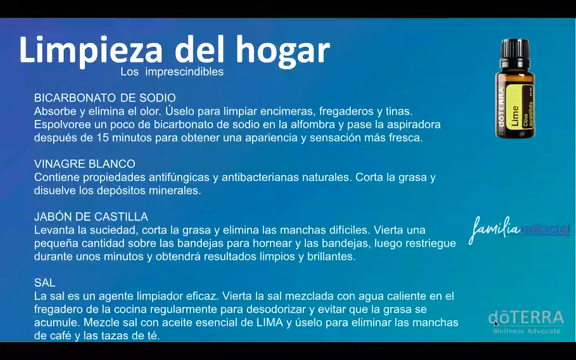 Limpieza del hogar
Los imprescindibles
BICARBONATO DE SODIO
Absorbe y elimina el olor. Úselo para limpiar encimeras, fregaderos y tinas.
Espolvoree un poco de bicarbonato de sodio en la alfombra y pase la aspiradora
después de 15 minutos para obtener una apariencia y sensación más fresca.
VINAGRE BLANCO
Contiene propiedades antifúngicas y antibacterianas naturales. Corta la grasa y
disuelve los depósitos minerales.
JABÓN DE CASTILLA
Levanta la suciedad, corta la grasa y elimina las manchas difíciles. Vierta una
pequeña cantidad sobre las bandejas para hornear y las bandejas, luego restriegue
durante unos minutos y obtendrá resultados limpios y brillantes.
SAL
La sal es un agente limpiador eficaz. Vierta la sal mezclada con agua caliente en el
fregadero de la cocina regularmente para desodorizar y evitar que la grasa se
acumule. Mezcle sal con aceite esencial de LIMA y úselo para eliminar las manchas
de café y las tazas de té.
dōTERRA
Lime
familia esencial
dōTERRA
Wellness Advocate